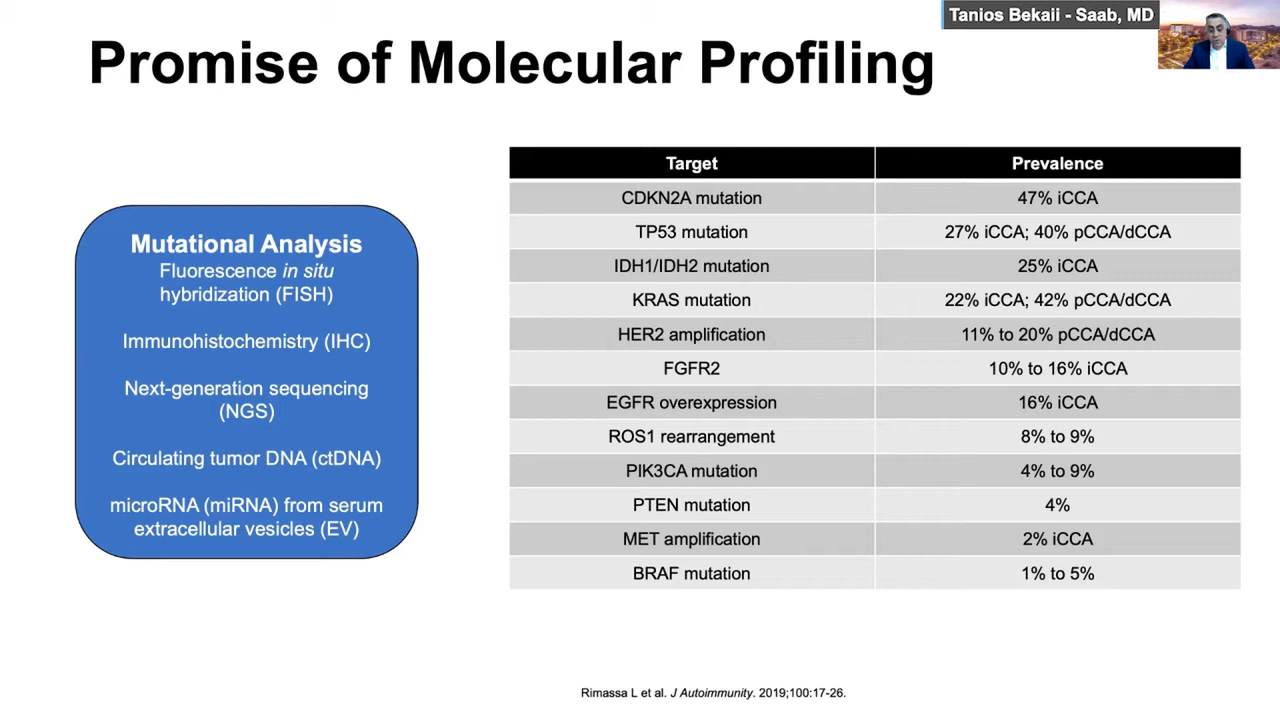 Tanios Bekaii - Saab, MD
Promise of Molecular Profiling
Mutational Analysis
Fluorescence in situ
hybridization (FISH)
Immunohistochemistry (IHC)
Next-generation sequencing
(NGS)
Circulating tumor DNA (ctDNA)
microRNA (miRNA) from serum
extracellular vesicles (EV)
Target Prevalence
CDKN2A mutation 47% iCCA
TP53 mutation 27% iCCA; 40% pCCA/dCCA
IDH1/IDH2 mutation 25% iCCA
KRAS mutation 22% iCCA; 42% pCCA/dCCA
HER2 amplification 11% to 20% pCCA/dCCA
FGFR2 10% to 16% iCCA
EGFR overexpression 16% iCCA
ROS1 rearrangement 8% to 9%
PIK3CA mutation 4% to 9%
PTEN mutation 4%
MET amplification 2% iCCA
BRAF mutation 1% to 5%
Rimassa L et al. J Autoimmunity. 2019;100:17-26.